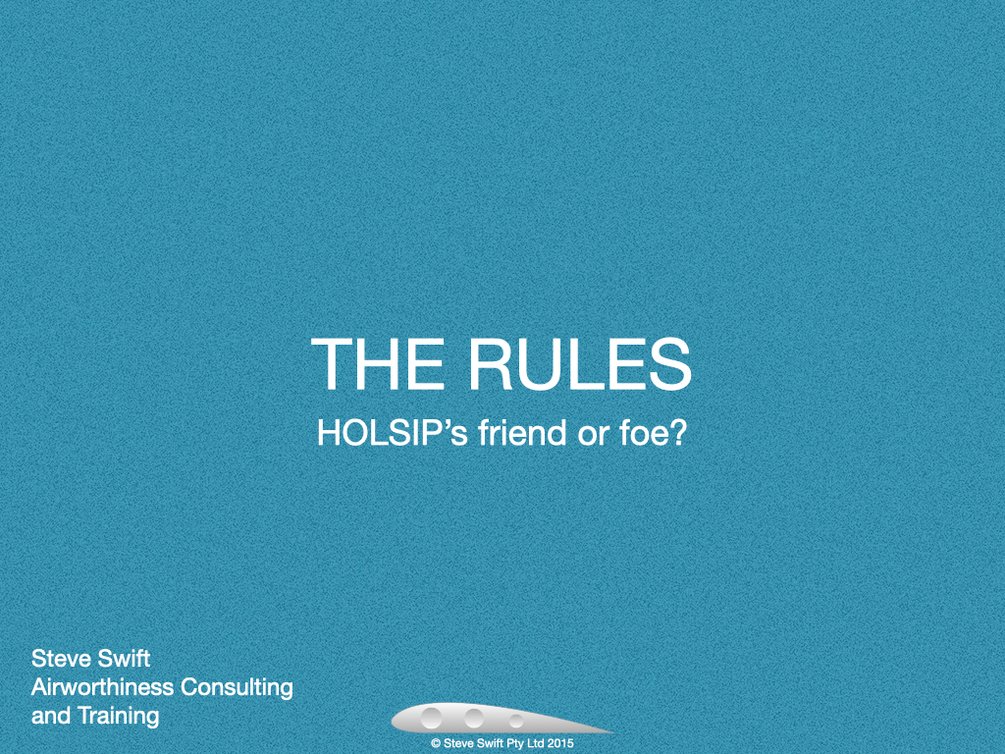 THE RULES
HOLSIP’s friend or foe?
Steve Swift
Airworthiness Consulting
and Training
© Steve Swift Pty Ltd 2015